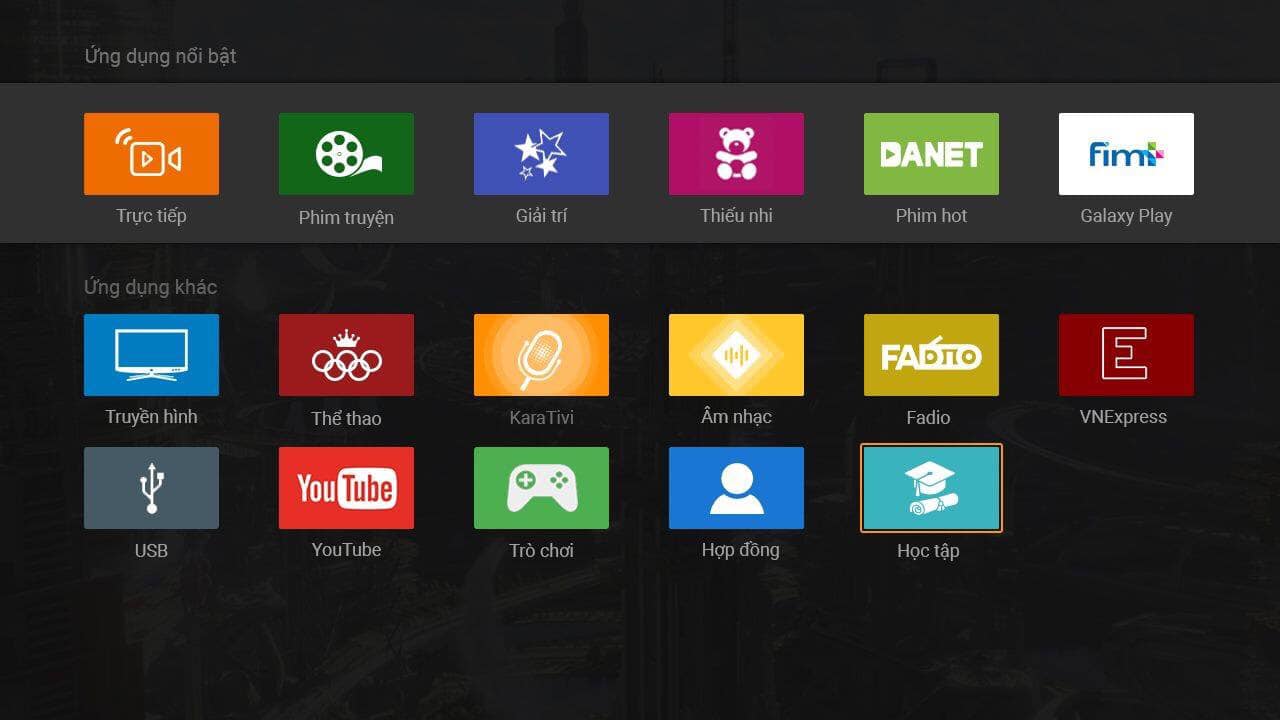 Ứng dụng nổi bật
DANET
fim+
Trực tiếp
Phim truyện
Giải trí
Thiếu nhi
Phim hot
Galaxy Play
Ứng dụng khác
FADIO
E
Truyền hình
Thể thao
KaraTivi
Âm nhạc
Fadio
VNExpress
YouTube
USB
YouTube
Trò chơi
Hợp đồng
Học tập